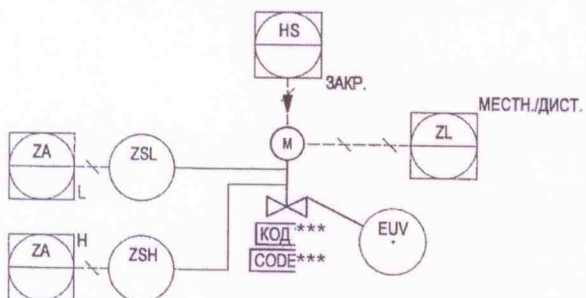 HS
ЗАКР.
МЕСТН./ДИСТ.
ZA
ZSL
M
ZL
L
ZA
H
ZSH
КОД ***
CODE***
EUV
*